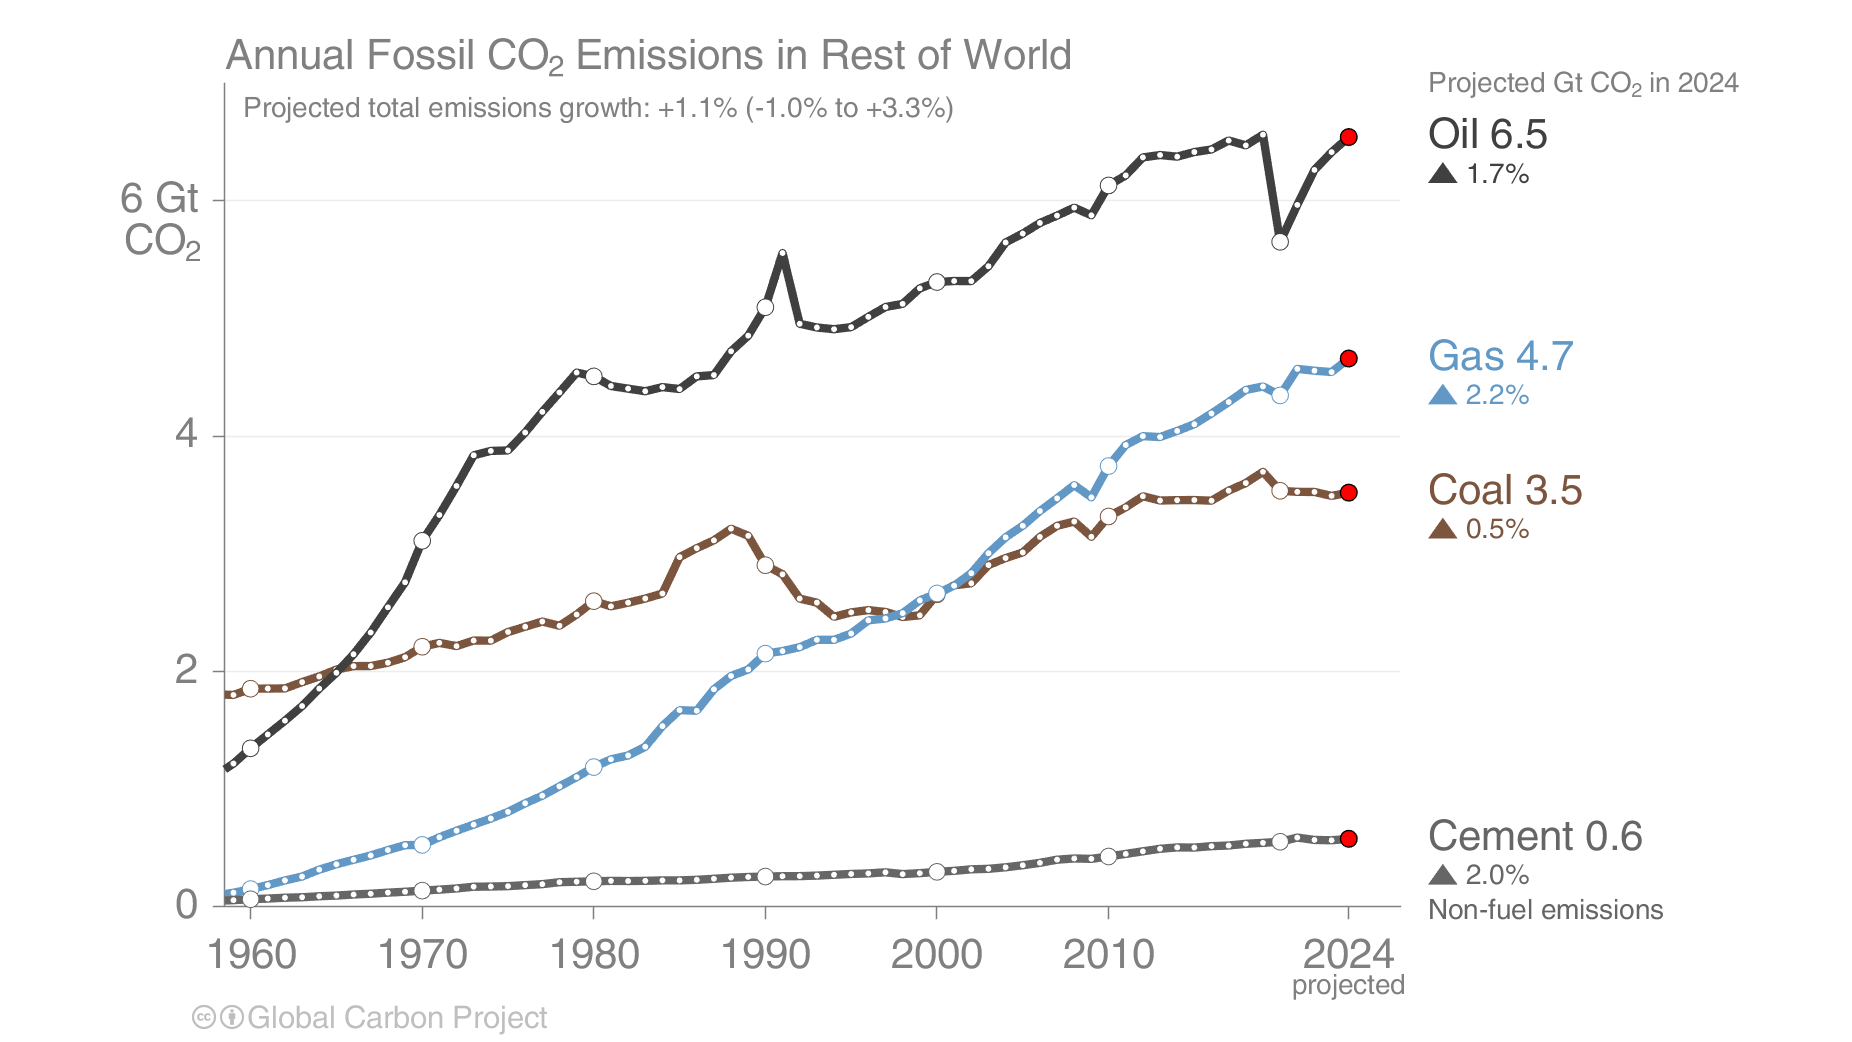 Annual Fossil CO₂ Emissions in Rest of World
Projected total emissions growth: +1.1% (-1.0% to +3.3%)
Projected Gt CO₂ in 2024
Oil 6.5
▲ 1.7%
6 Gt
CO₂
Gas 4.7
▲ 2.2%
4
Coal 3.5
▲ 0.5%
2
Cement 0.6
▲ 2.0%
Non-fuel emissions
0
1960 1970 1980 1990 2000 2010 2024
projected
cc Global Carbon Project